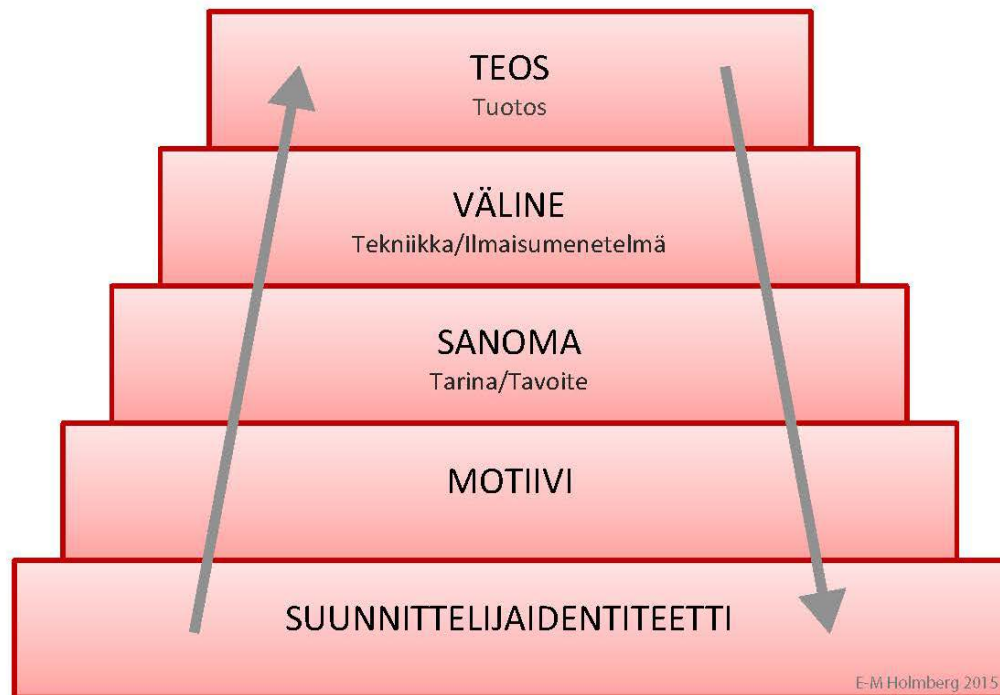 TEOS
Tuotos
VÄLINE
Tekniikka/Ilmaisumenetelmä
SANOMA
Tarina/Tavoite
MOTIIVI
SUUNNITTELIJAIDENTITEETTI
E-M Holmberg 2015